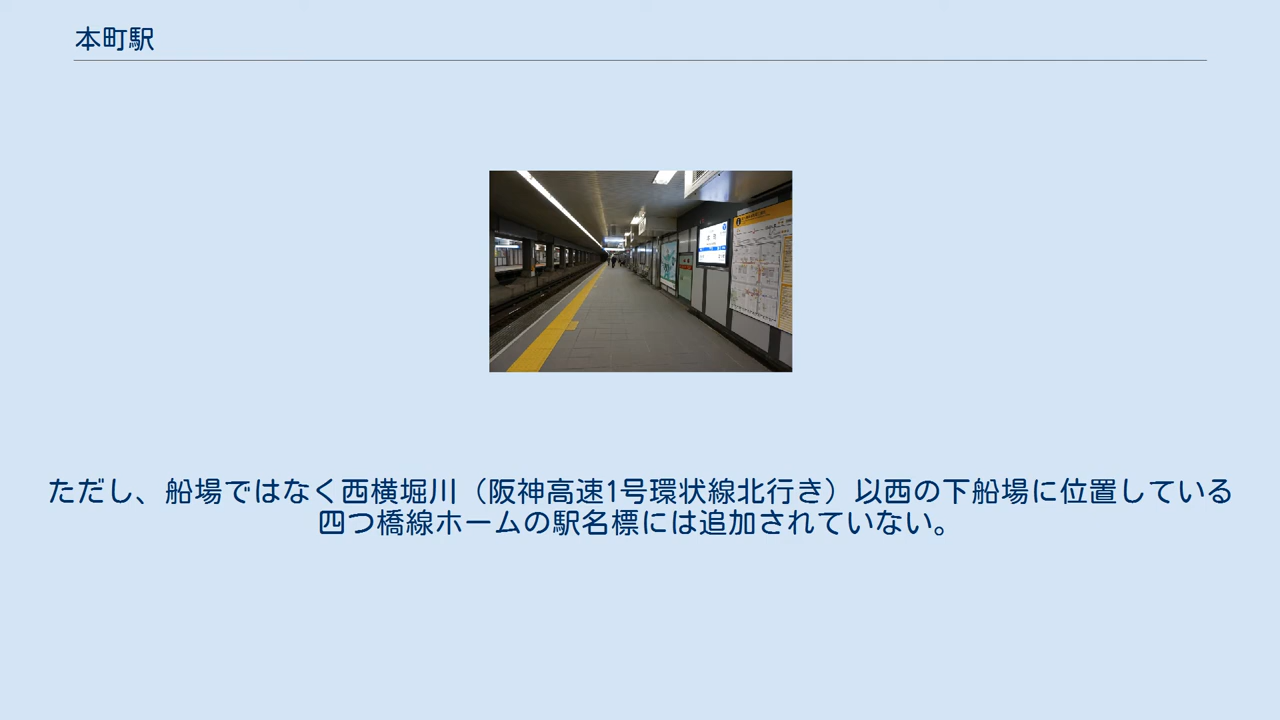 本町駅
ただし、船場ではなく西横堀川（阪神高速1号環状線北行き）以西の下船場に位置している
四つ橋線ホームの駅名標には追加されていない。